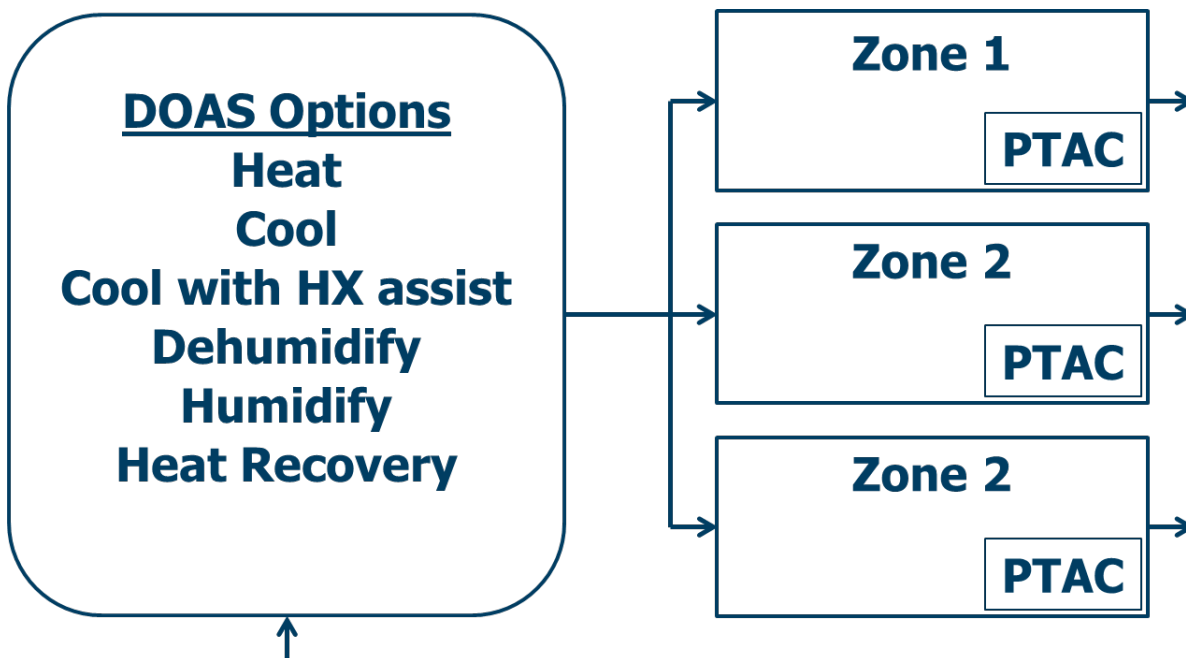 DOAS Options
Heat
Cool
Cool with HX assist
Dehumidify
Humidify
Heat Recovery
Zone 1
PTAC
Zone 2
PTAC
Zone 2
PTAC